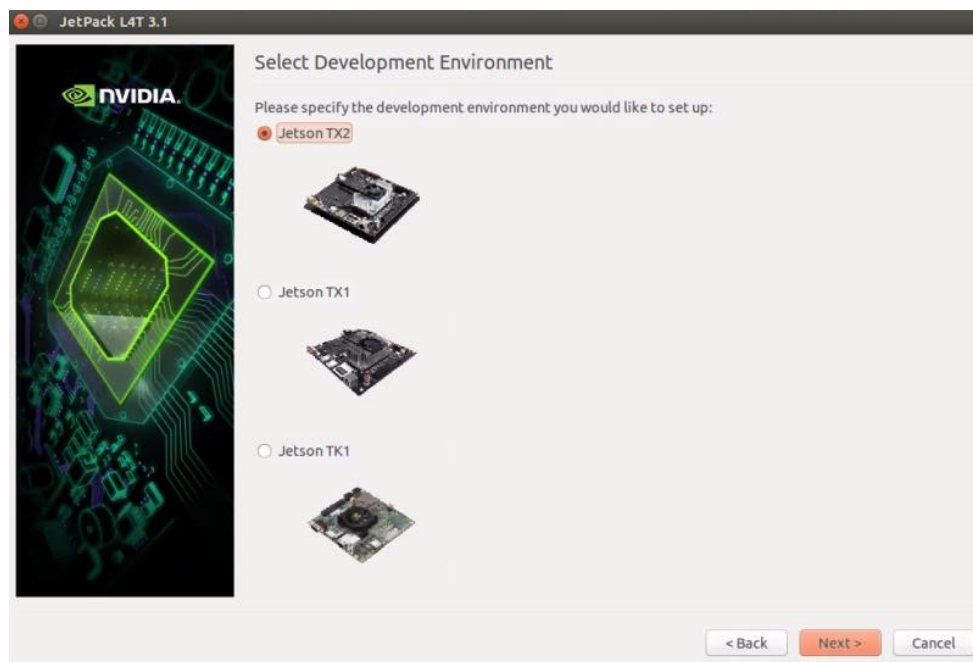 JetPack L4T 3.1
NVIDIA.
Select Development Environment
Please specify the development environment you would like to set up:
Jetson TX2
Jetson TX1
Jetson TK1
< Back Next > Cancel